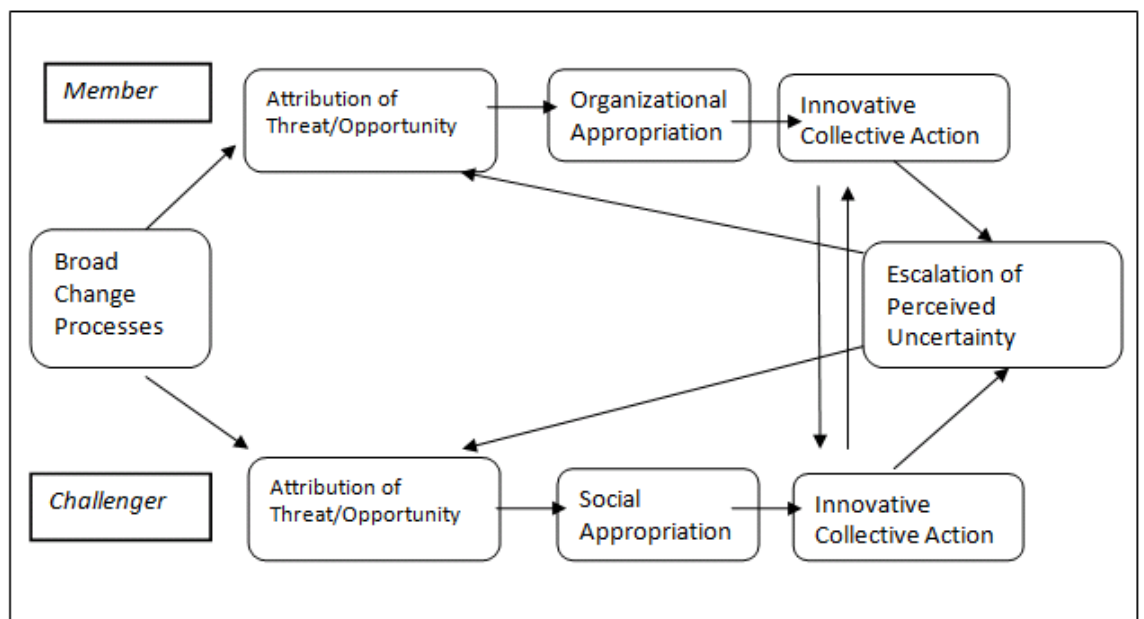 Member
Attribution of
Threat/Opportunity
Organizational
Appropriation
Innovative
Collective Action
Broad
Change
Processes
Escalation of
Perceived
Uncertainty
Challenger
Attribution of
Threat/Opportunity
Social
Appropriation
Innovative
Collective Action